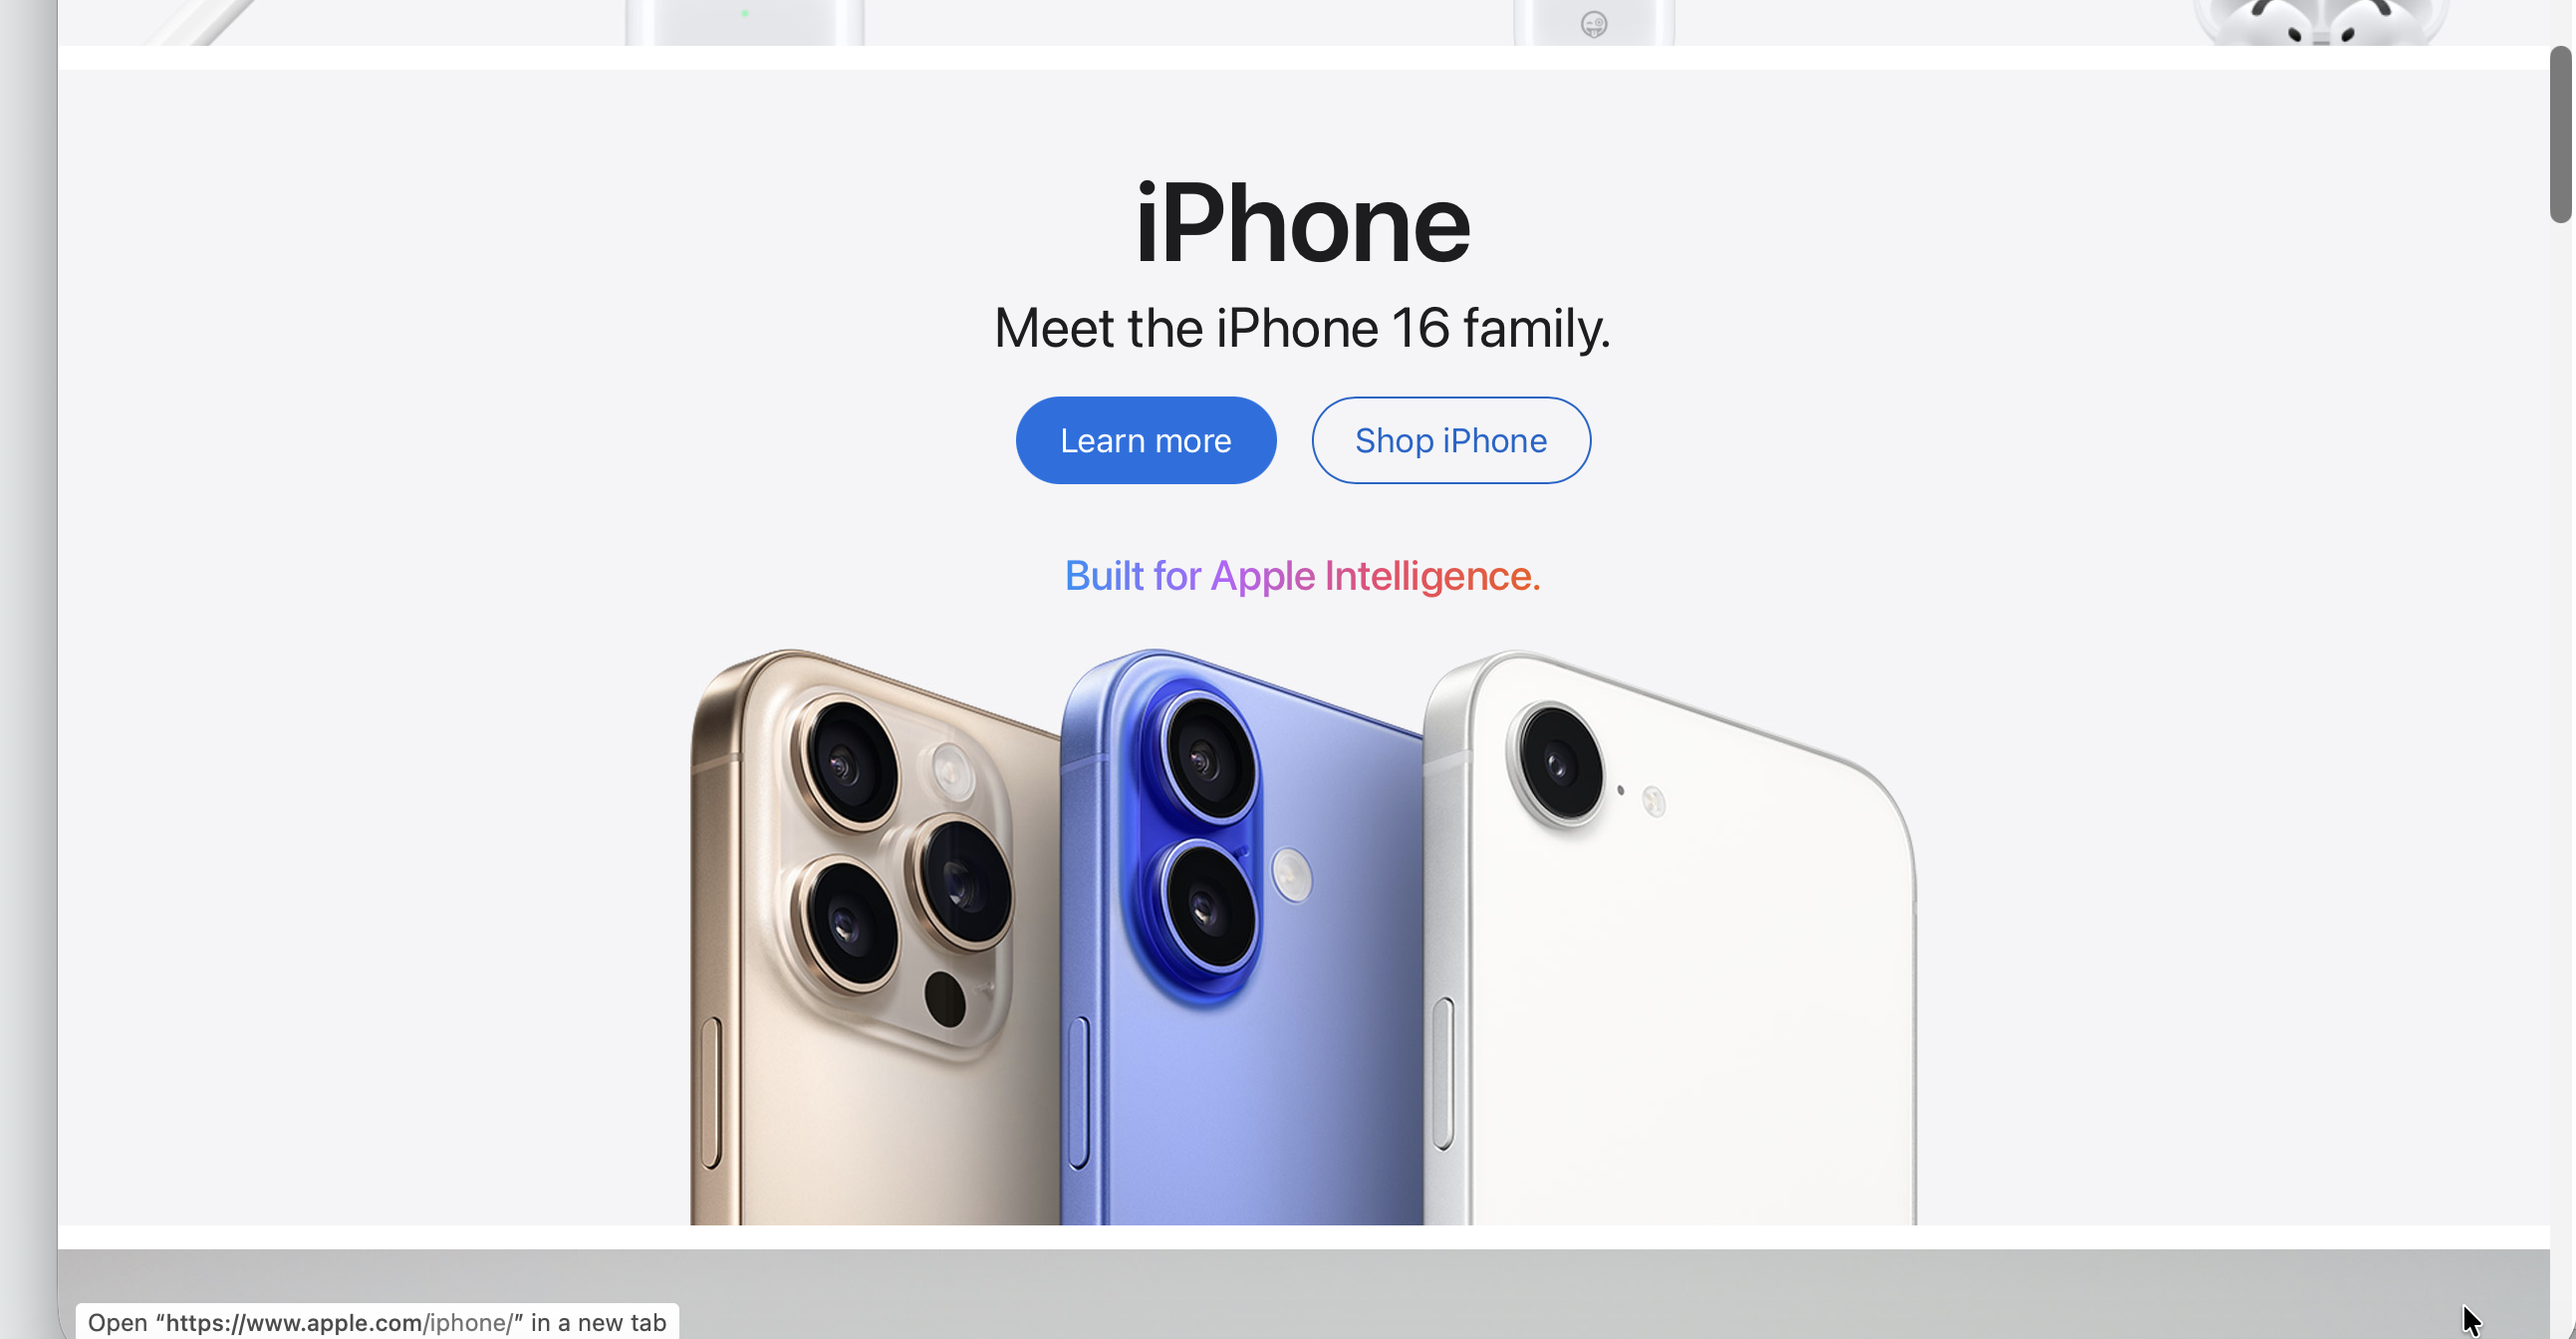 iPhone
Meet the iPhone 16 family.
Learn more
Shop iPhone
Built for Apple Intelligence.
Open “https://www.apple.com/iphone/” in a new tab